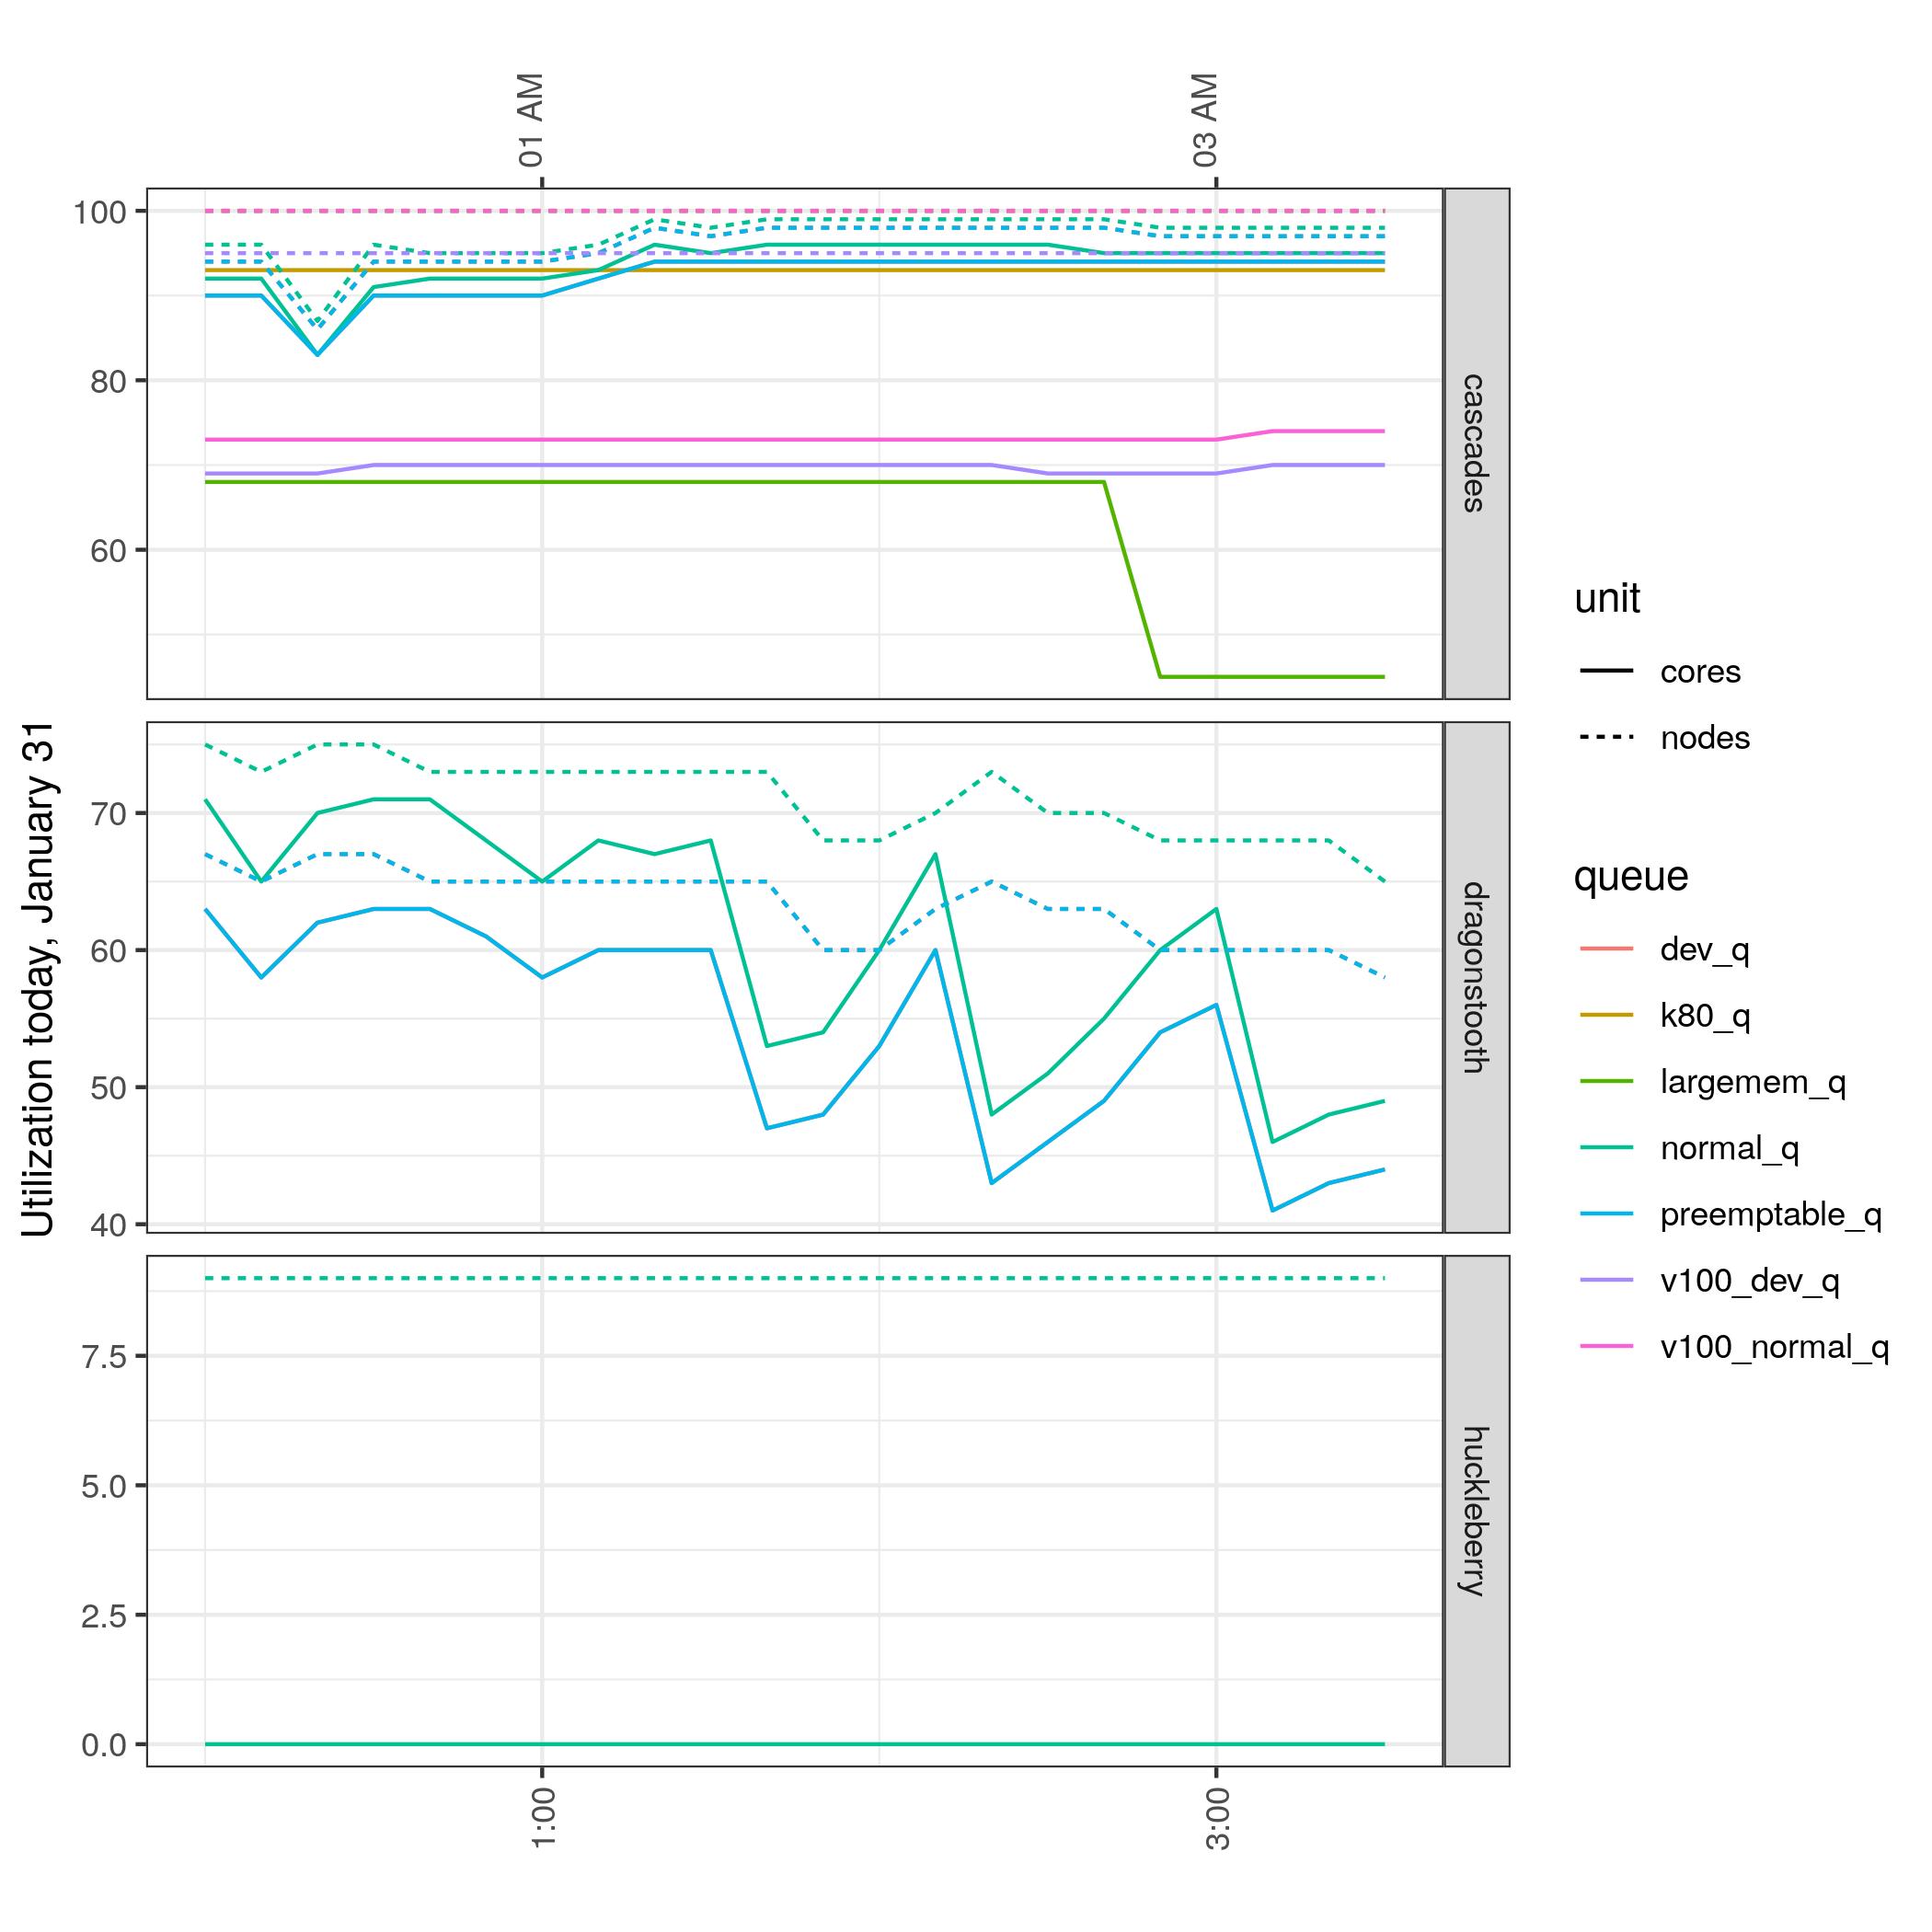 01 AM
03 AM
100
80
60
cascades
Utilization today, January 31
70
60
50
40
dragonstooth
7.5
5.0
2.5
0.0
huckleberry
1:00
3:00
unit
cores
nodes
queue
dev_q
k80_q
largemem_q
normal_q
preemptable_q
v100_dev_q
v100_normal_q